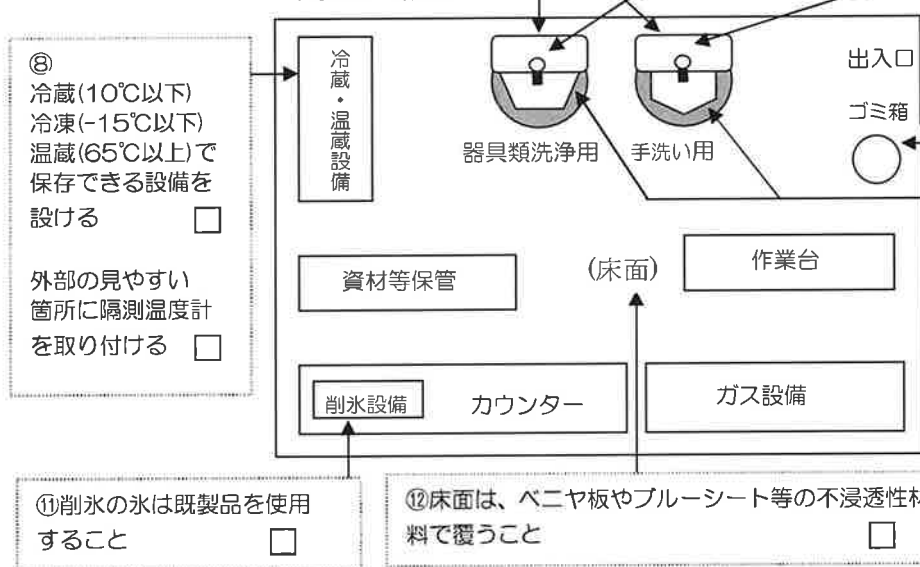 ⑧
冷蔵(10℃以下)
冷凍(-15℃以下)
温蔵(65℃以上)で
保存できる設備を
設ける □
外部の見やすい
箇所に隔測温度計
を取り付ける □
冷蔵・温蔵設備
器具類洗浄用
手洗い用
出入口
ゴミ箱
資材等保管
(床面)
作業台
削氷設備
カウンター
ガス設備
⑪削氷の氷は既製品を使用
すること □
⑫床面は、ベニヤ板やブルーシート等の不浸透性材
料で覆うこと □